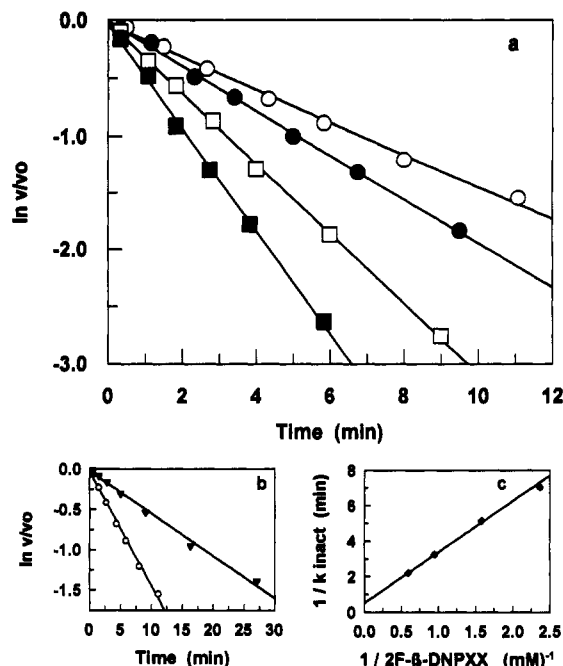 a
ln v/vo
0.0
-1.0
-2.0
-3.0
2 4 6 8 10 12
Time (min)
b
ln v/vo
0.0
-0.5
-1.0
-1.5
0 5 10 15 20 25 30
Time (min)
c
1 / k inact (min)
8
6
4
2
0
0.0 0.5 1.0 1.5 2.0 2.5
1 / 2F-ß-DNPXX (mM)⁻¹